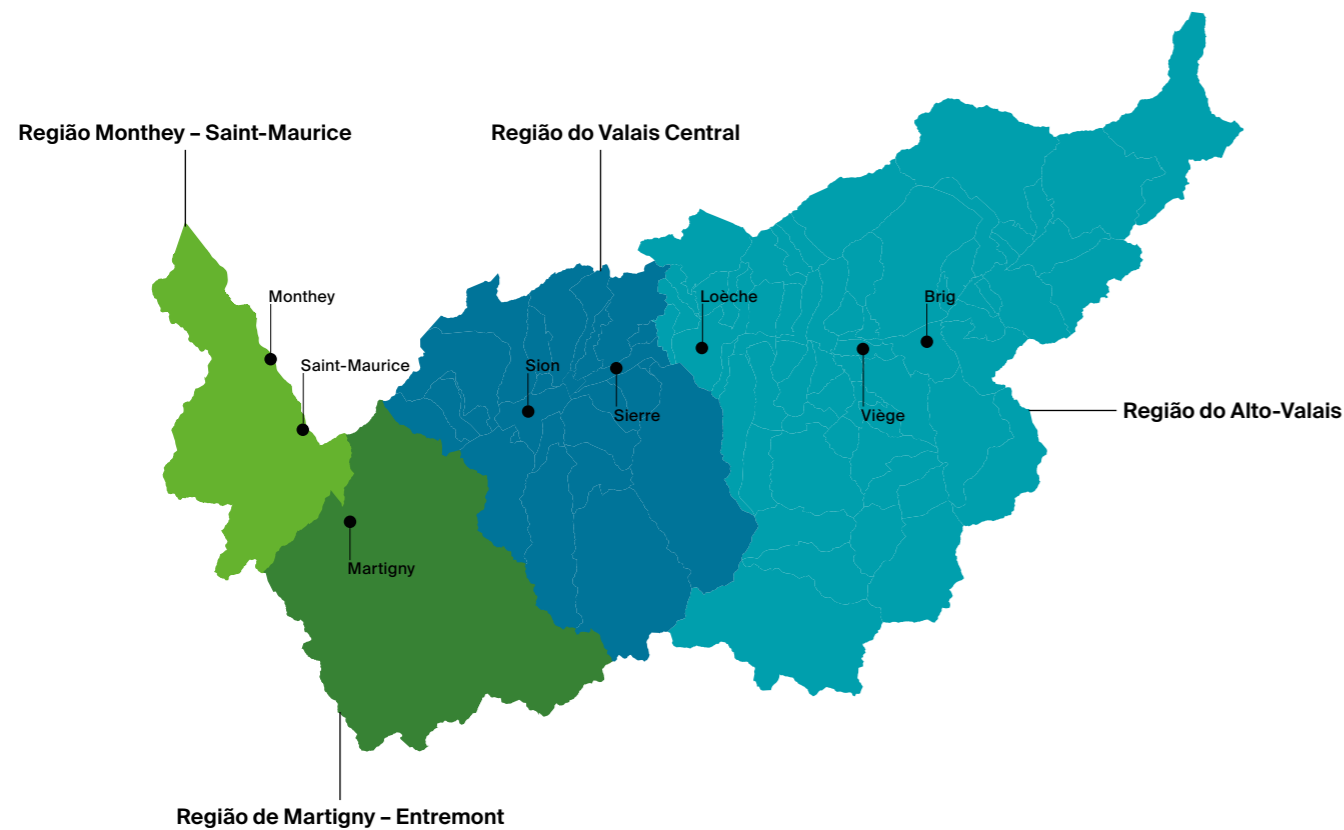 Região Monthey – Saint-Maurice
Região do Valais Central
Monthey
Loèche
Brig
Saint-Maurice
Sion
Sierre
Viège
Região do Alto-Valais
Martigny
Região de Martigny – Entremont